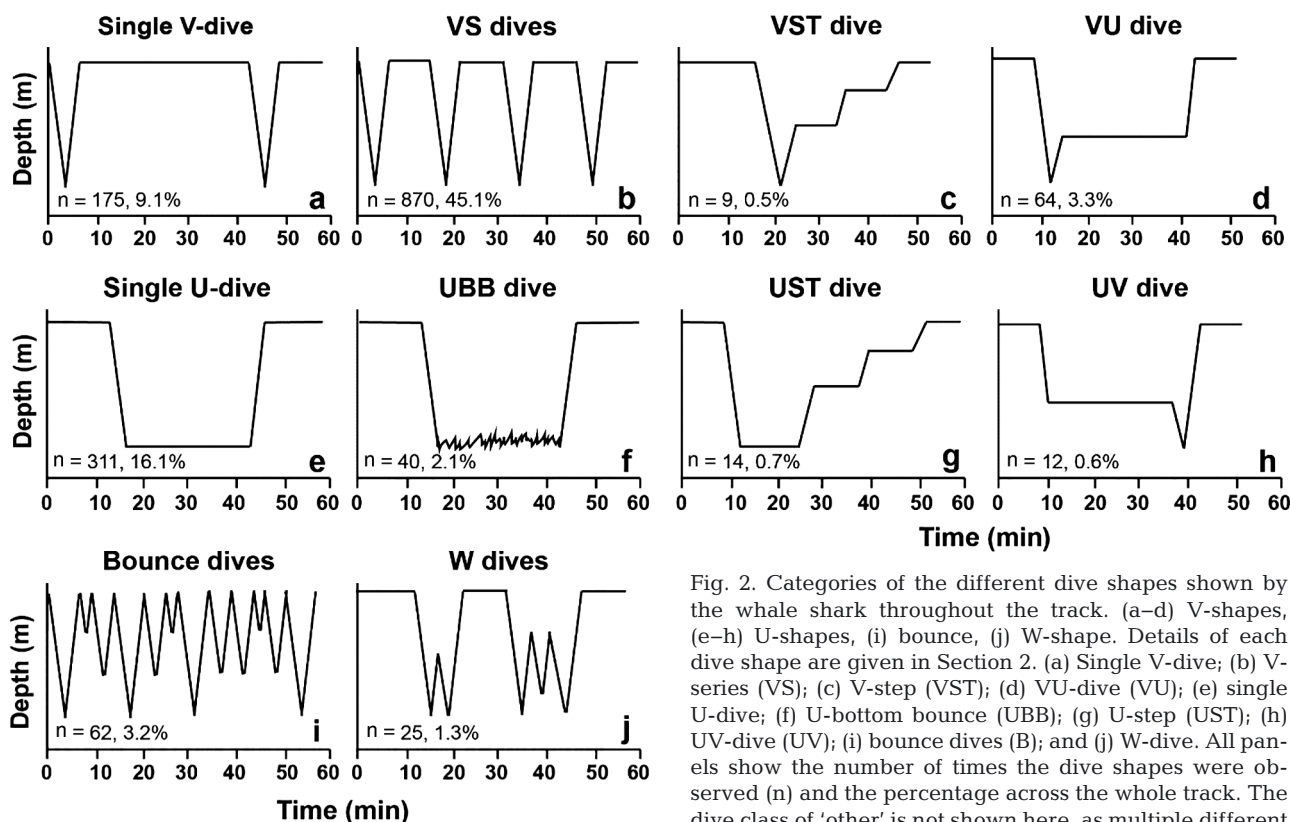 Single V-dive
VS dives
VST dive
VU dive
Depth (m)
n = 175, 9.1%
a
n = 870, 45.1%
b
n = 9, 0.5%
c
n = 64, 3.3%
d
0 10 20 30 40 50 60
0 10 20 30 40 50 60
0 10 20 30 40 50 60
0 10 20 30 40 50 60
Single U-dive
UBB dive
UST dive
UV dive
Depth (m)
n = 311, 16.1%
e
n = 40, 2.1%
f
n = 14, 0.7%
g
n = 12, 0.6%
h
0 10 20 30 40 50 60
0 10 20 30 40 50 60
0 10 20 30 40 50 60
0 10 20 30 40 50 60
Time (min)
Bounce dives
W dives
Depth (m)
n = 62, 3.2%
i
n = 25, 1.3%
j
0 10 20 30 40 50 60
0 10 20 30 40 50 60
Time (min)
Fig. 2. Categories of the different dive shapes shown by
the whale shark throughout the track. (a–d) V-shapes,
(e–h) U-shapes, (i) bounce, (j) W-shape. Details of each
dive shape are given in Section 2. (a) Single V-dive; (b) V-
series (VS); (c) V-step (VST); (d) VU-dive (VU); (e) single
U-dive; (f) U-bottom bounce (UBB); (g) U-step (UST); (h)
UV-dive (UV); (i) bounce dives (B); and (j) W-dive. All pan-
els show the number of times the dive shapes were ob-
served (n) and the percentage across the whole track. The
dive class of 'other' is not shown here, as multiple different